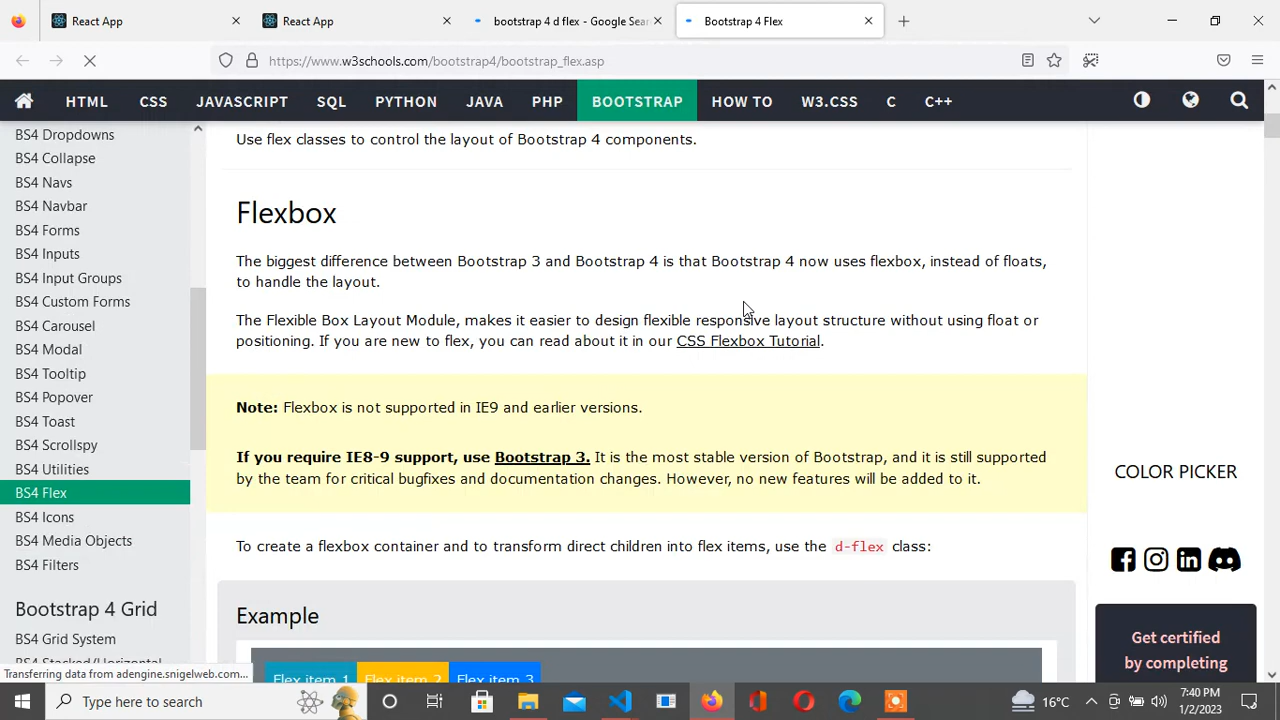 React App
React App
bootstrap 4 d flex - Google Sear
Bootstrap 4 Flex
https://www.w3schools.com/bootstrap4/bootstrap_flex.asp
HTML CSS JAVASCRIPT SQL PYTHON JAVA PHP BOOTSTRAP HOW TO W3.CSS C C++
BS4 Dropdowns
BS4 Collapse
BS4 Navs
BS4 Navbar
BS4 Forms
BS4 Inputs
BS4 Input Groups
BS4 Custom Forms
BS4 Carousel
BS4 Modal
BS4 Tooltip
BS4 Popover
BS4 Toast
BS4 Scrollspy
BS4 Utilities
BS4 Flex
BS4 Icons
BS4 Media Objects
BS4 Filters
Bootstrap 4 Grid
BS4 Grid System
BS4 Stacked/Horizontal
Use flex classes to control the layout of Bootstrap 4 components.
Flexbox
The biggest difference between Bootstrap 3 and Bootstrap 4 is that Bootstrap 4 now uses flexbox, instead of floats,
to handle the layout.
The Flexible Box Layout Module, makes it easier to design flexible responsive layout structure without using float or
positioning. If you are new to flex, you can read about it in our CSS Flexbox Tutorial.
Note: Flexbox is not supported in IE9 and earlier versions.
If you require IE8-9 support, use Bootstrap 3. It is the most stable version of Bootstrap, and it is still supported
by the team for critical bugfixes and documentation changes. However, no new features will be added to it.
To create a flexbox container and to transform direct children into flex items, use the d-flex class:
Example
Flex item 1 Flex item 2 Flex item 3
COLOR PICKER
Get certified
by completing
Transferring data from adengine.snigelweb.com...
Type here to search
16°C
7:40 PM
1/2/2023